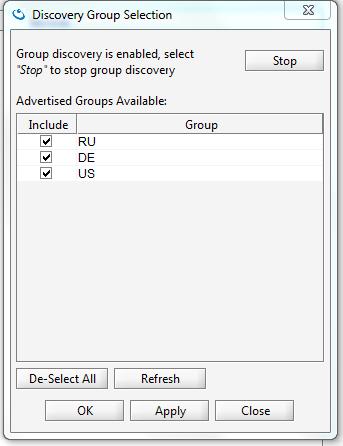 Discovery Group Selection
Group discovery is enabled, select
"Stop" to stop group discovery
Stop
Advertised Groups Available:
Include Group
RU
DE
US
De-Select All Refresh
OK Apply Close